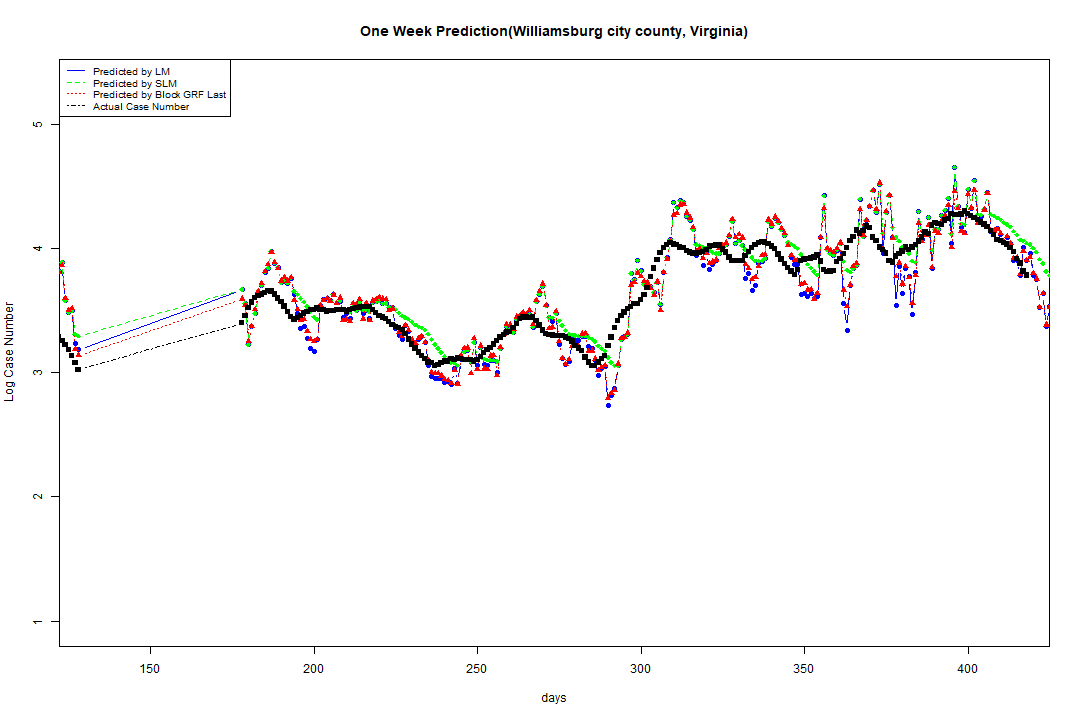 One Week Prediction(Williamsburg city county, Virginia)
Predicted by LM
Predicted by SLM
Predicted by Block GRF Last
Actual Case Number
5
4
3
2
1
Log Case Number
150 200 250 300 350 400
days